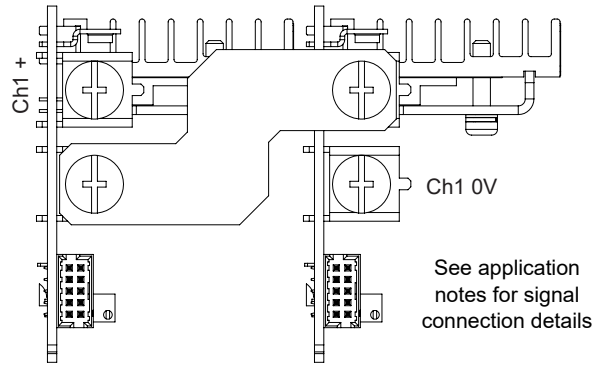 Ch1 +
Ch1 0V
See application
notes for signal
connection details